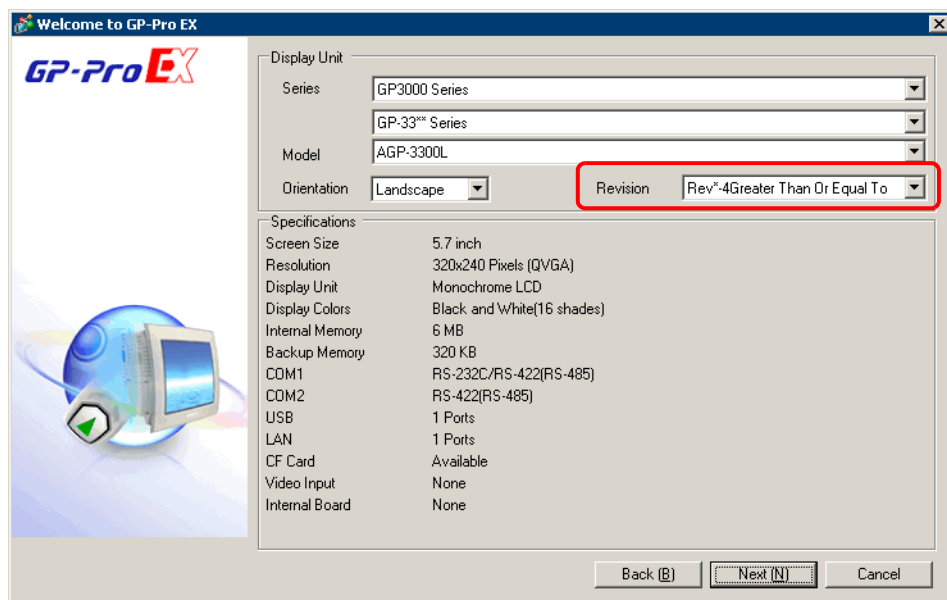 Welcome to GP-Pro EX
GP-Pro EX
Display Unit
Series GP3000 Series
GP-33** Series
Model AGP-3300L
Orientation Landscape Revision Rev*-4Greater Than Or Equal To
Specifications
Screen Size 5.7 inch
Resolution 320x240 Pixels (QVGA)
Display Unit Monochrome LCD
Display Colors Black and White(16 shades)
Internal Memory 6 MB
Backup Memory 320 KB
COM1 RS-232C/RS-422(RS-485)
COM2 RS-422(RS-485)
USB 1 Ports
LAN 1 Ports
CF Card Available
Video Input None
Internal Board None
Back (B) Next (N) Cancel